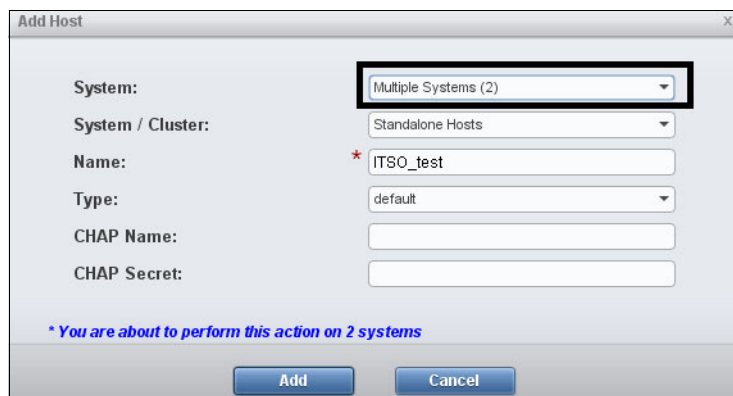 Add Host X
System: Multiple Systems (2)
System / Cluster: Standalone Hosts
Name: * ITSO_test
Type: default
CHAP Name:
CHAP Secret:
* You are about to perform this action on 2 systems
Add Cancel